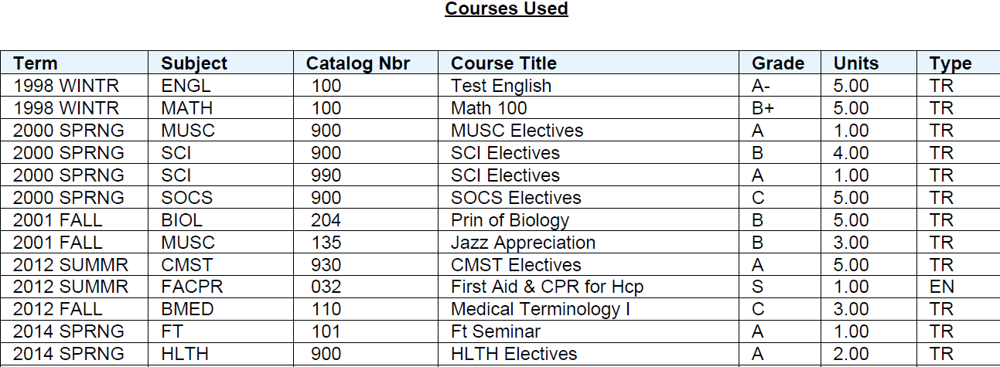 Courses Used
Term Subject Catalog Nbr Course Title Grade Units Type
1998 WINTR ENGL 100 Test English A- 5.00 TR
1998 WINTR MATH 100 Math 100 B+ 5.00 TR
2000 SPRNG MUSC 900 MUSC Electives A 1.00 TR
2000 SPRNG SCI 900 SCI Electives B 4.00 TR
2000 SPRNG SCI 990 SCI Electives A 1.00 TR
2000 SPRNG SOCS 900 SOCS Electives C 5.00 TR
2001 FALL BIOL 204 Prin of Biology B 5.00 TR
2001 FALL MUSC 135 Jazz Appreciation B 3.00 TR
2012 SUMMR CMST 930 CMST Electives A 5.00 TR
2012 SUMMR FACPR 032 First Aid & CPR for Hcp S 1.00 EN
2012 FALL BMED 110 Medical Terminology I C 3.00 TR
2014 SPRNG FT 101 Ft Seminar A 1.00 TR
2014 SPRNG HLTH 900 HLTH Electives A 2.00 TR